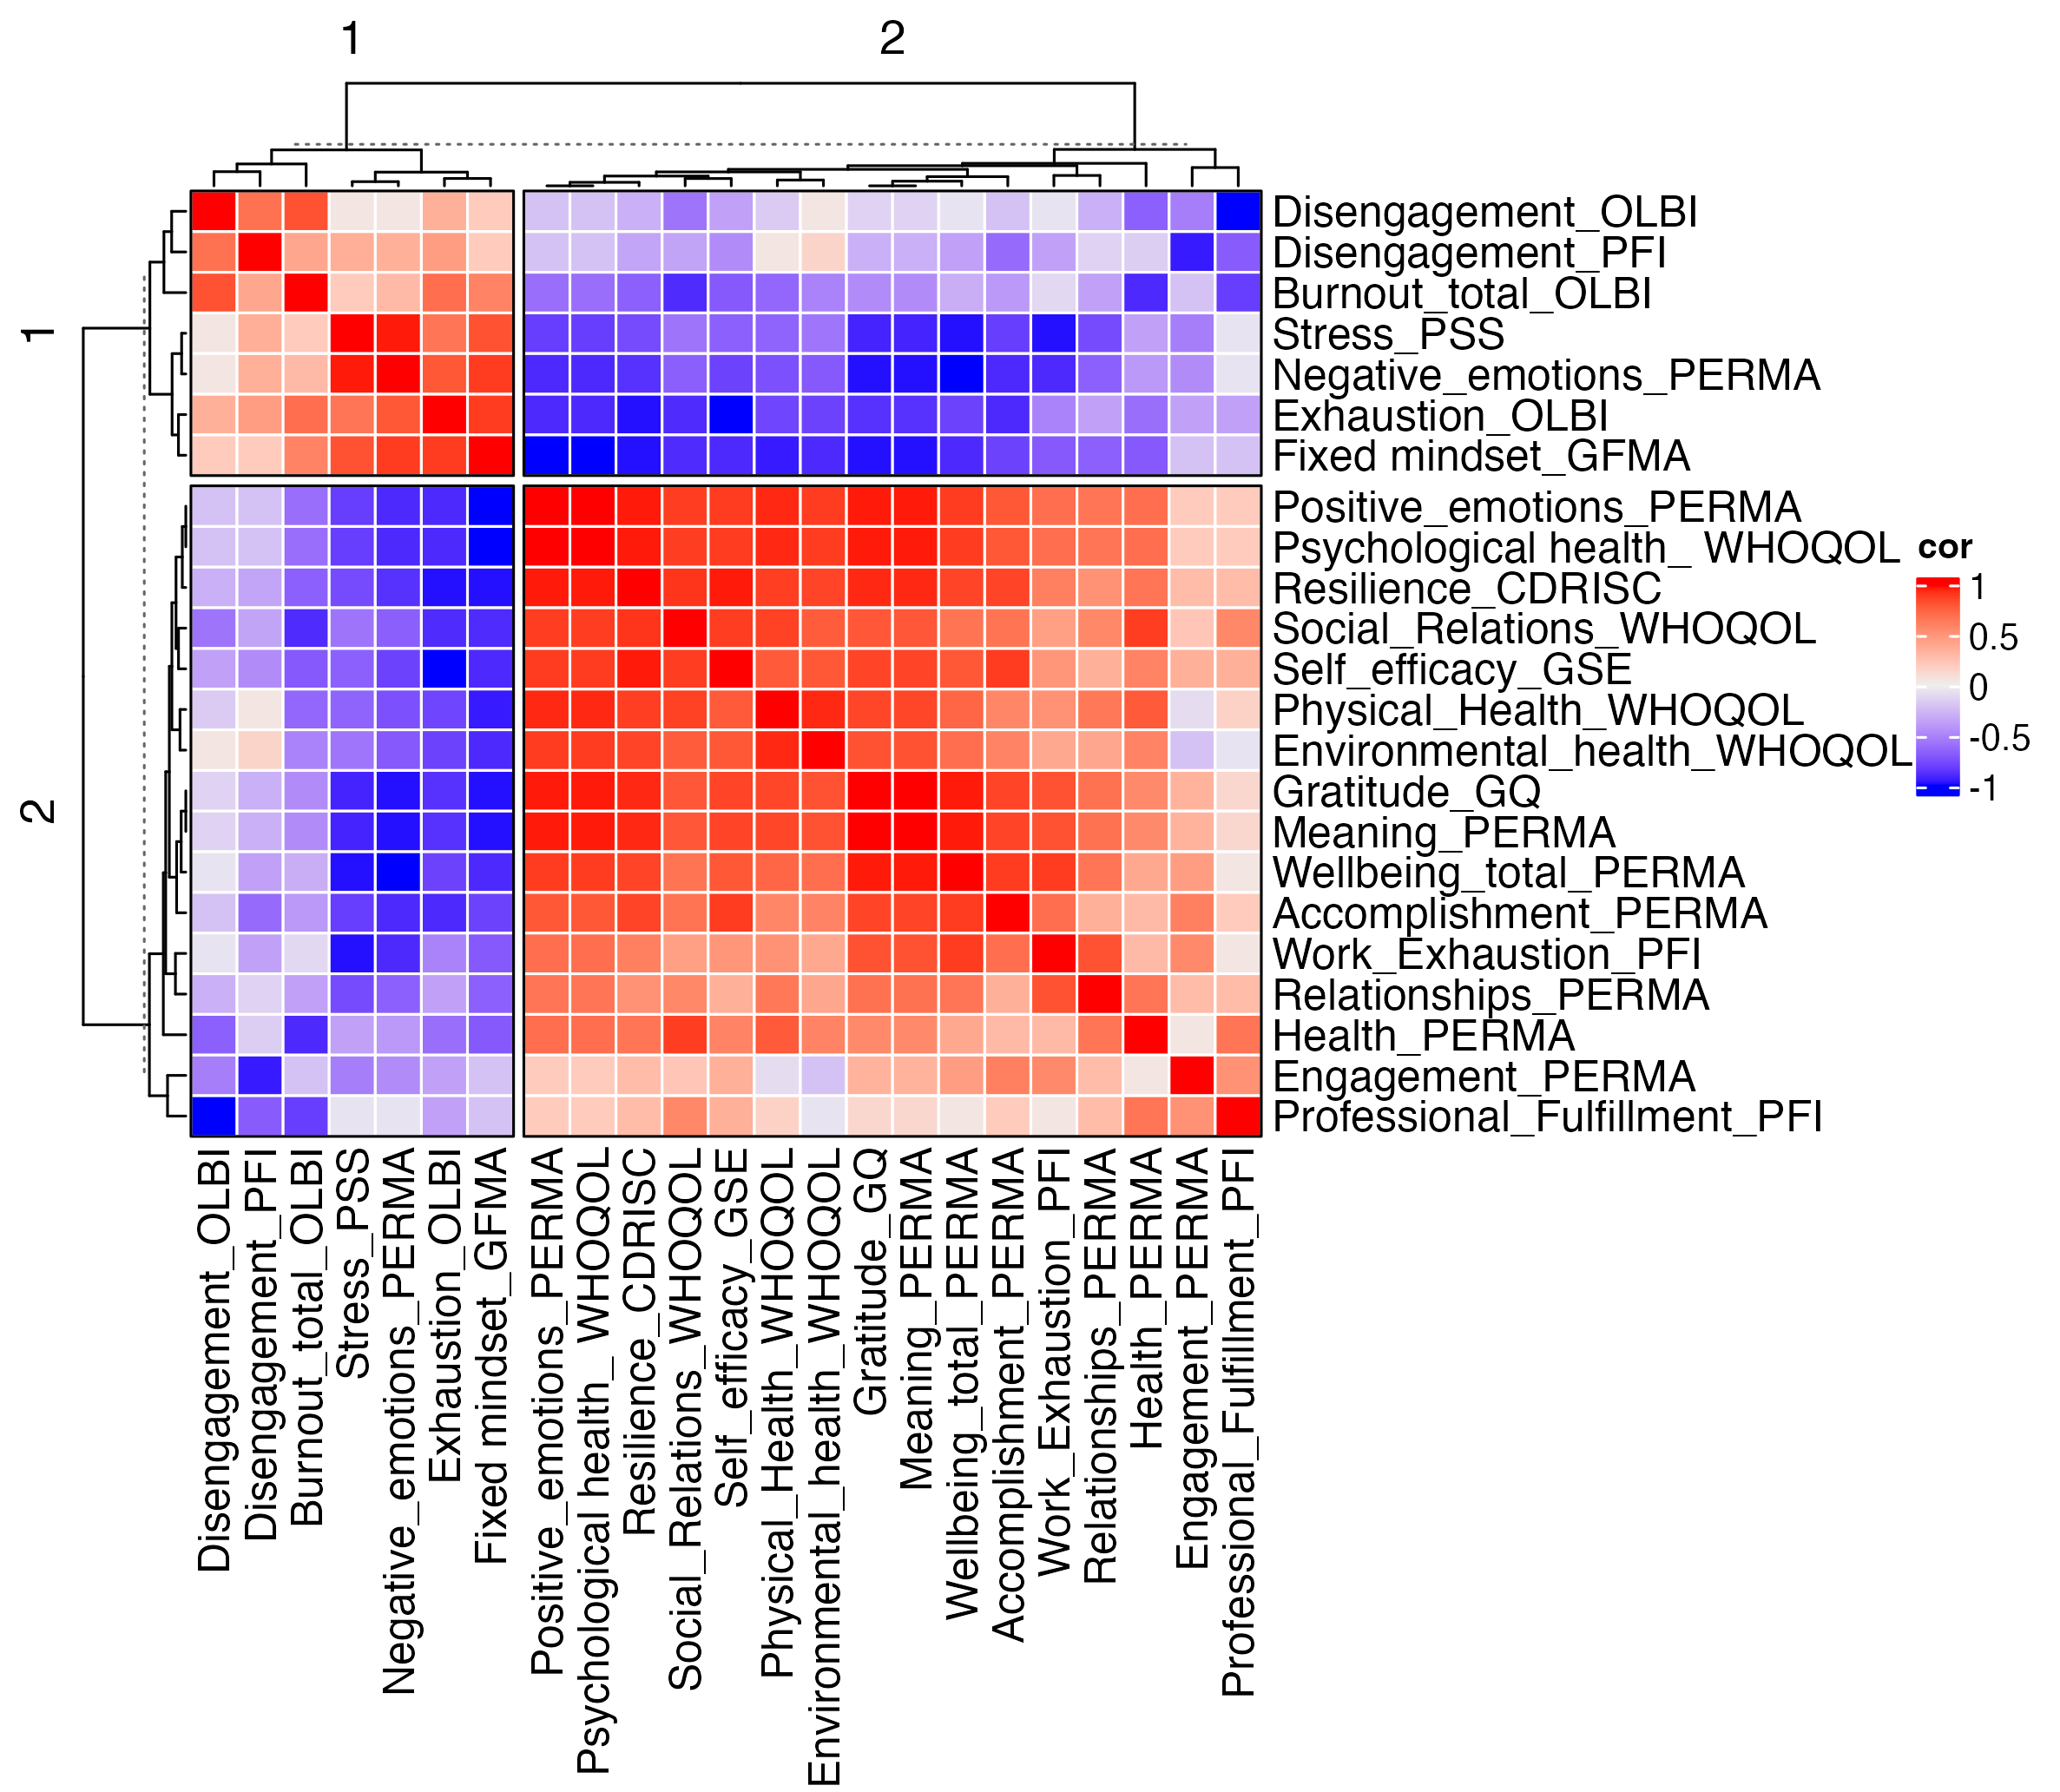 1
2
1
2
Disengagement_OLBI
Disengagement_PFI
Burnout_total_OLBI
Stress_PSS
Negative_emotions_PERMA
Exhaustion_OLBI
Fixed mindset_GFMA
Positive_emotions_PERMA
Psychological health_ WHOQOL
Resilience_CDRISC
Social_Relations_WHOQOL
Self_efficacy_GSE
Physical_Health_WHOQOL
Environmental_health_WHOQOL
Gratitude_GQ
Meaning_PERMA
Wellbeing_total_PERMA
Accomplishment_PERMA
Work_Exhaustion_PFI
Relationships_PERMA
Health_PERMA
Engagement_PERMA
Professional_Fulfillment_PFI
cor
1
0.5
0
-0.5
-1
Disengagement_OLBI
Disengagement_PFI
Burnout_total_OLBI
Stress_PSS
Negative_emotions_PERMA
Exhaustion_OLBI
Fixed mindset_GFMA
Positive_emotions_PERMA
Psychological health_ WHOQOL
Resilience_CDRISC
Social_Relations_WHOQOL
Self_efficacy_GSE
Physical_Health_WHOQOL
Environmental_health_WHOQOL
Gratitude_GQ
Meaning_PERMA
Wellbeing_total_PERMA
Accomplishment_PERMA
Work_Exhaustion_PFI
Relationships_PERMA
Health_PERMA
Engagement_PERMA
Professional_Fulfillment_PFI